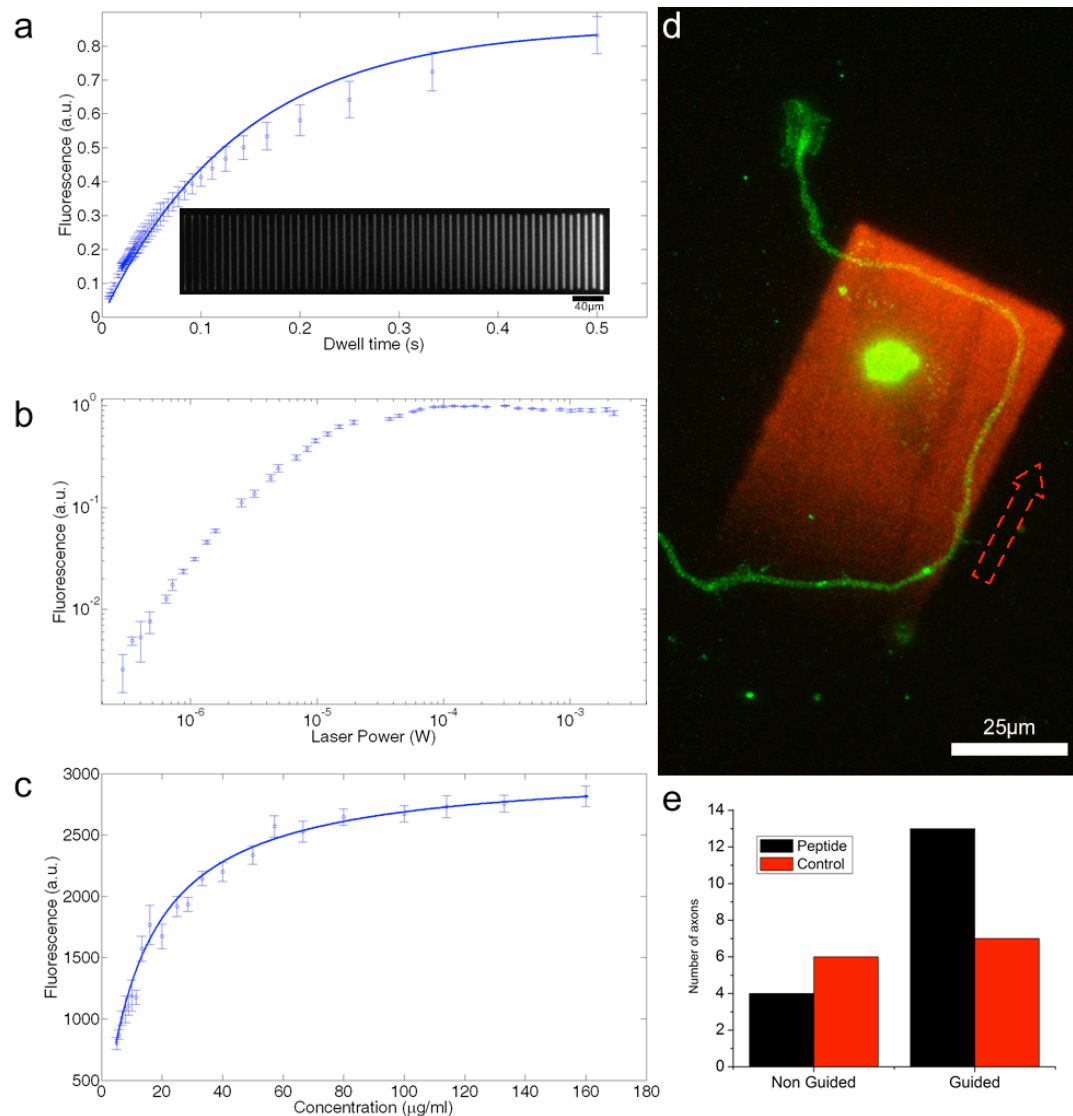 a
Fluorescence (a.u.)
0.8
0.7
0.6
0.5
0.4
0.3
0.2
0.1
0
40μm
0 0.1 0.2 0.3 0.4 0.5
Dwell time (s)
b
Fluorescence (a.u.)
10^0
10^-1
10^-2
10^-6 10^-5 10^-4 10^-3
Laser Power (W)
c
Fluorescence (a.u.)
3000
2500
2000
1500
1000
500
0 20 40 60 80 100 120 140 160 180
Concentration (μg/ml)
d
25μm
e
Number of axons
14
12
10
8
6
4
2
0
Peptide
Control
Non Guided Guided